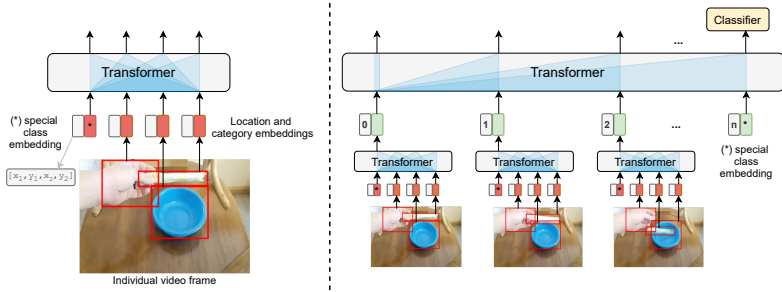 Transformer
*
(*) special
class
embedding
Location and
category embeddings
[x₁,y₁,x₂,y₂]
Individual video frame
Classifier
...
Transformer
0
1
2
...
n *
(*) special
class
embedding
Transformer
Transformer
Transformer
*
*
*